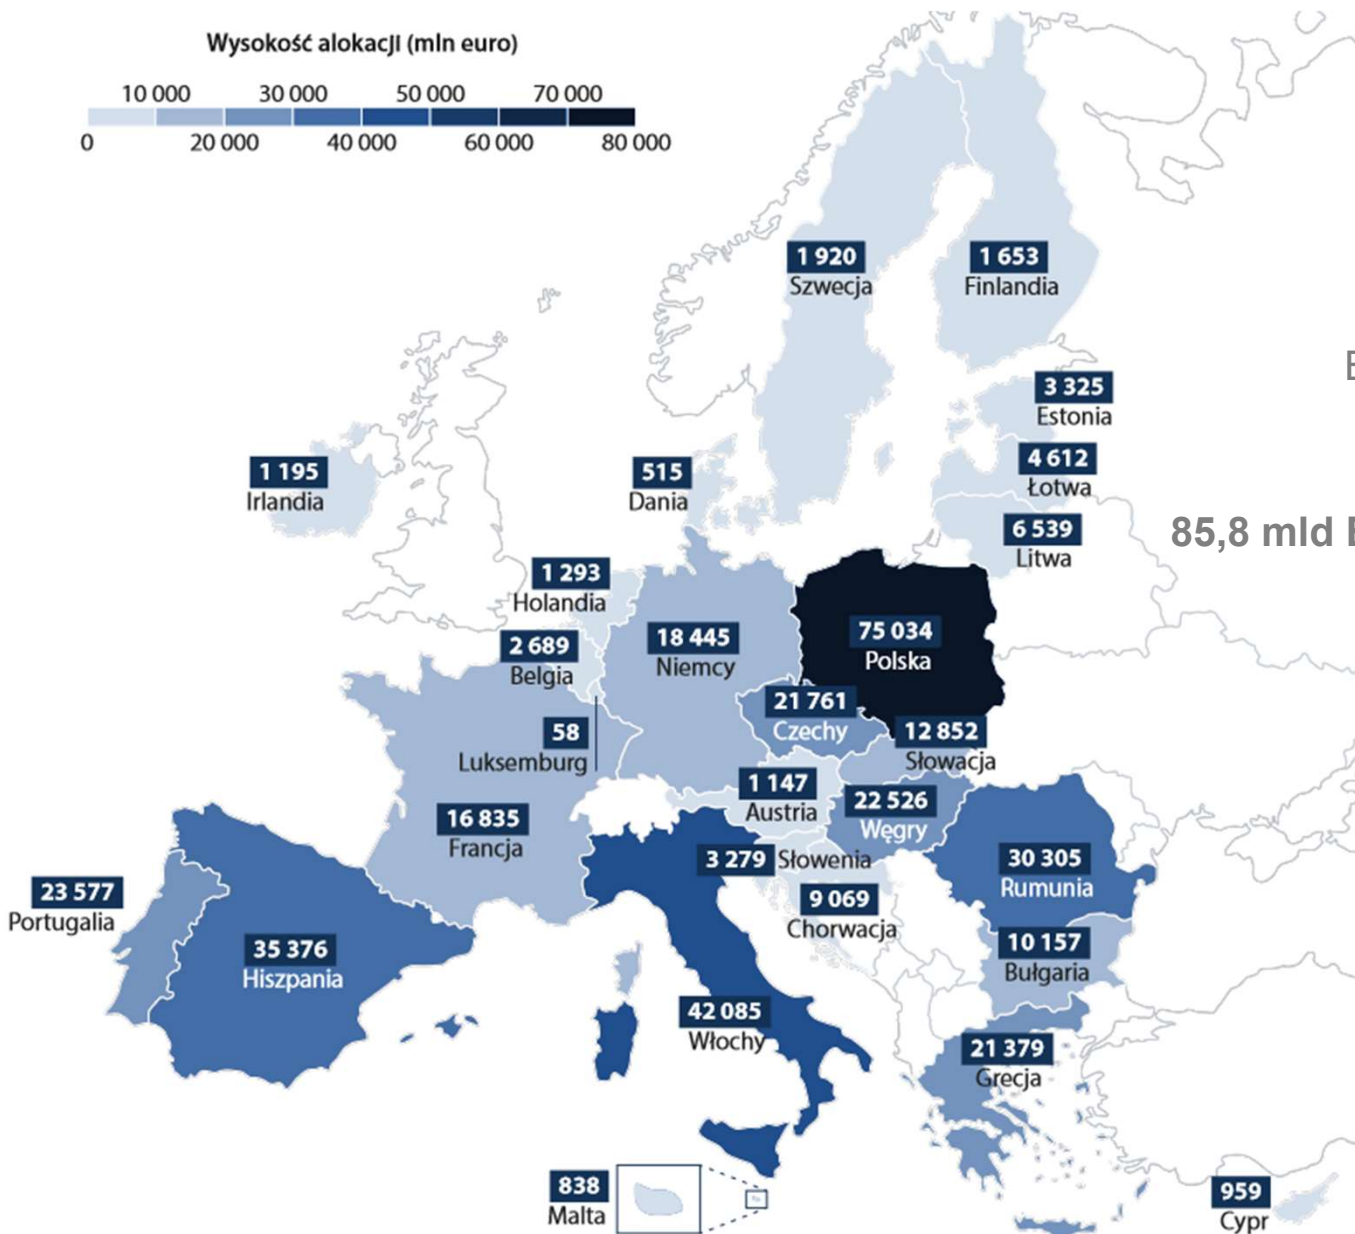 Wysokość alokacji (mln euro)
10 000 30 000 50 000 70 000
0 20 000 40 000 60 000 80 000
1 920
Szwecja
1 653
Finlandia
E
3 325
Estonia
4 612
Łotwa
1 195
Irlandia
515
Dania
6 539
Litwa
85,8 mld E
1 293
Holandia
18 445
Niemcy
75 034
Polska
2 689
Belgia
21 761
Czechy
58
Luksemburg
12 852
Słowacja
1 147
Austria
22 526
Węgry
16 835
Francja
3 279 Słowenia
30 305
Rumunia
23 577
Portugalia
9 069
Chorwacja
35 376
Hiszpania
10 157
Bułgaria
42 085
Włochy
21 379
Grecja
838
Malta
959
Cypr